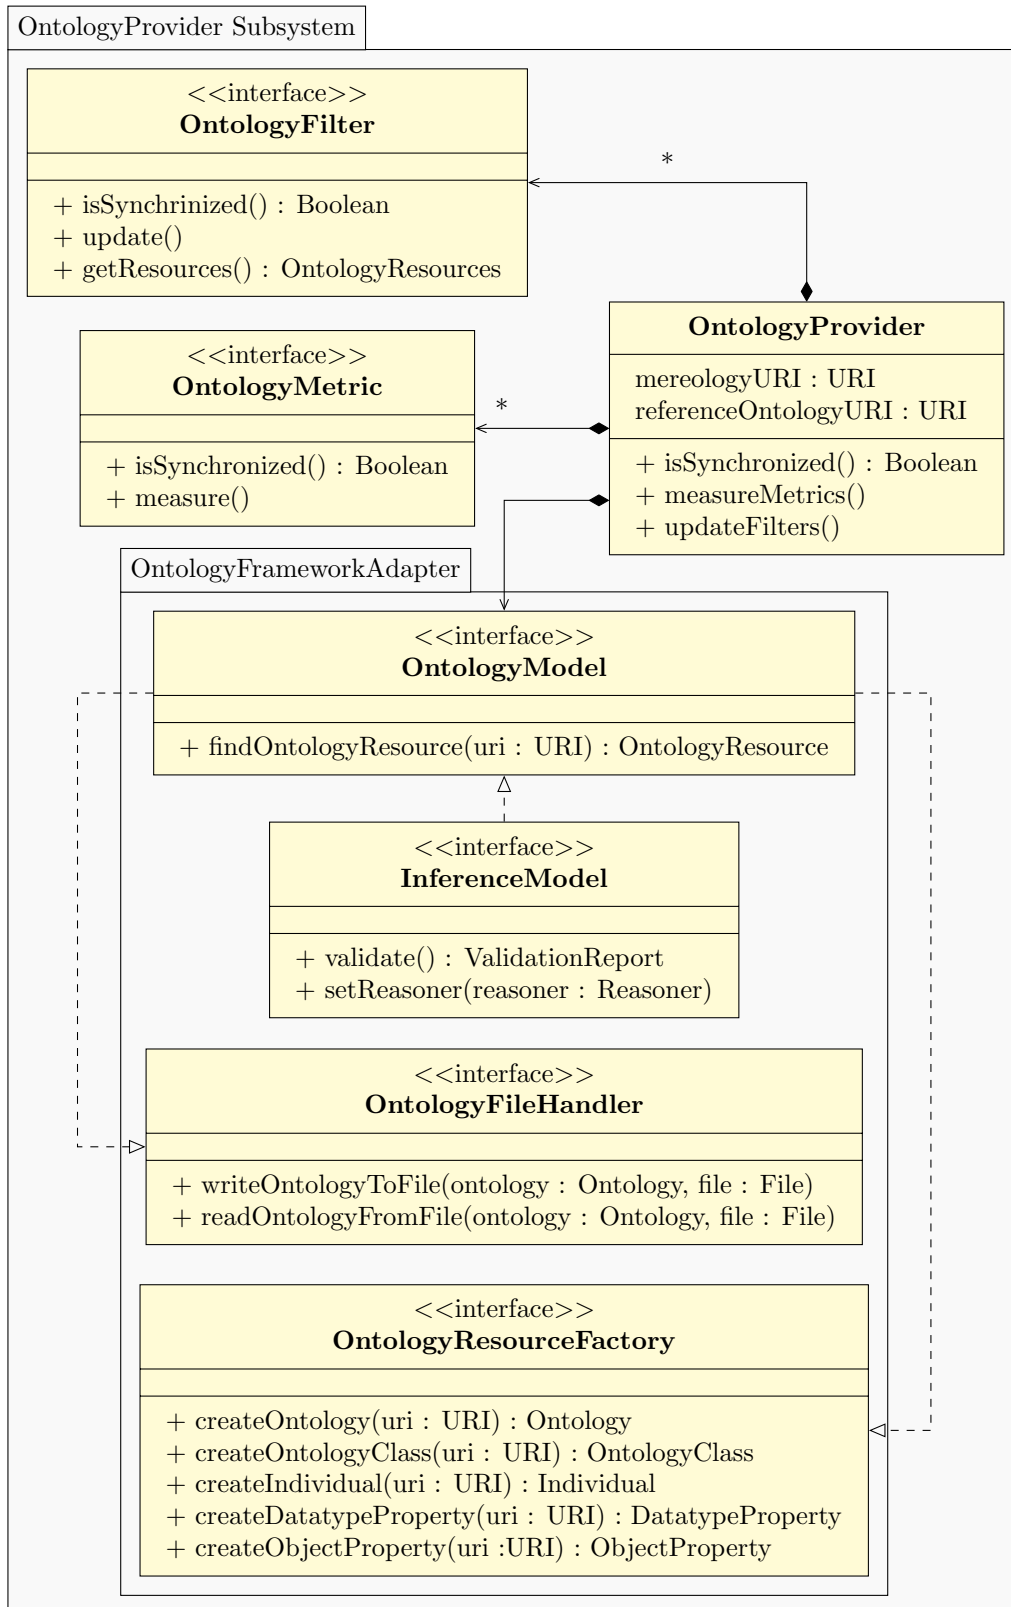 OntologyProvider Subsystem
<<interface>>
OntologyFilter
+ isSynchrinized() : Boolean
+ update()
+ getResources() : OntologyResources
*
OntologyProvider
mereologyURI : URI
referenceOntologyURI : URI
+ isSynchronized() : Boolean
+ measureMetrics()
+ updateFilters()
<<interface>>
OntologyMetric
+ isSynchronized() : Boolean
+ measure()
*
OntologyFrameworkAdapter
<<interface>>
OntologyModel
+ findOntologyResource(uri : URI) : OntologyResource
<<interface>>
InferenceModel
+ validate() : ValidationReport
+ setReasoner(reasoner : Reasoner)
<<interface>>
OntologyFileHandler
+ writeOntologyToFile(ontology : Ontology, file : File)
+ readOntologyFromFile(ontology : Ontology, file : File)
<<interface>>
OntologyResourceFactory
+ createOntology(uri : URI) : Ontology
+ createOntologyClass(uri : URI) : OntologyClass
+ createIndividual(uri : URI) : Individual
+ createDatatypeProperty(uri : URI) : DatatypeProperty
+ createObjectProperty(uri :URI) : ObjectProperty